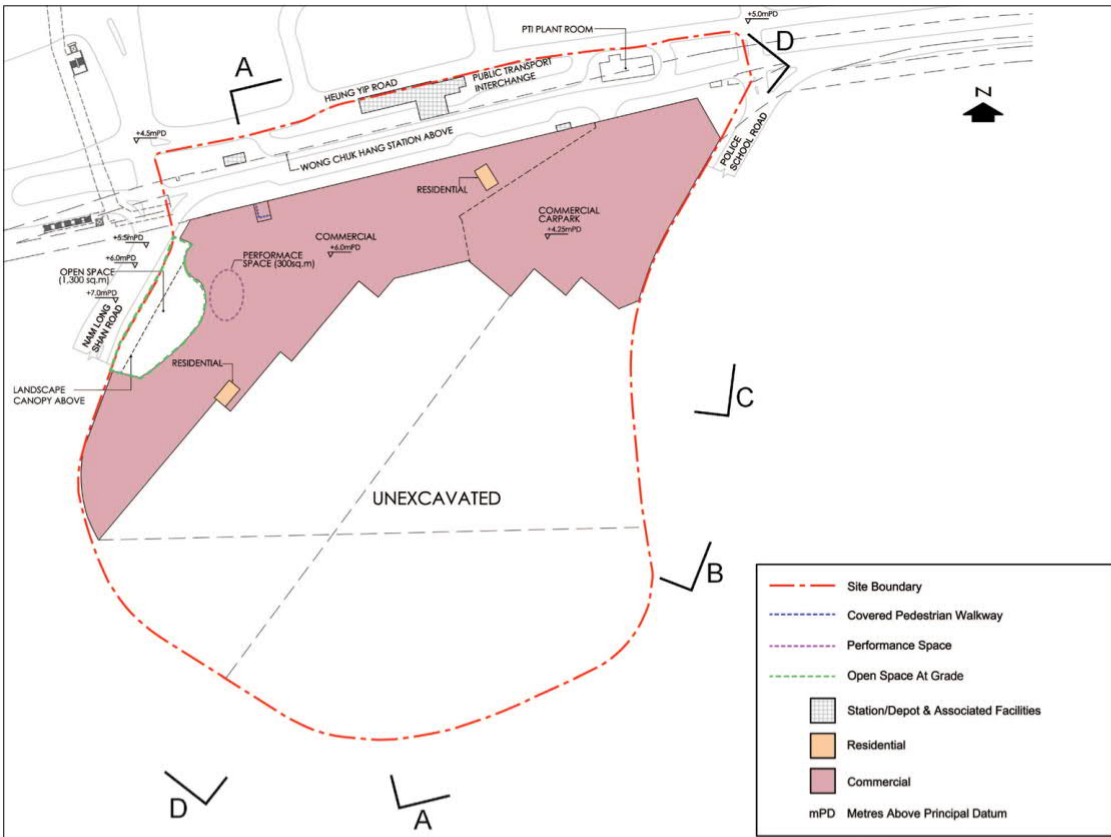 +5.0mPD
PTI PLANT ROOM
D
A
HEUNG YIP ROAD
PUBLIC TRANSPORT
INTERCHANGE
N
+4.5mPD
WONG CHUK HANG STATION ABOVE
POLICE
SCHOOL ROAD
RESIDENTIAL
COMMERCIAL
CARPARK
+4.25mPD
COMMERCIAL
+6.0mPD
+5.5mPD
+6.0mPD
PERFORMACE
SPACE (300sq.m)
OPEN SPACE
(1,300 sq.m)
+7.0mPD
NAM LONG
SHAN ROAD
RESIDENTIAL
LANDSCAPE
CANOPY ABOVE
C
UNEXCAVATED
B
D
A
Site Boundary
Covered Pedestrian Walkway
Performance Space
Open Space At Grade
Station/Depot & Associated Facilities
Residential
Commercial
mPD Metres Above Principal Datum